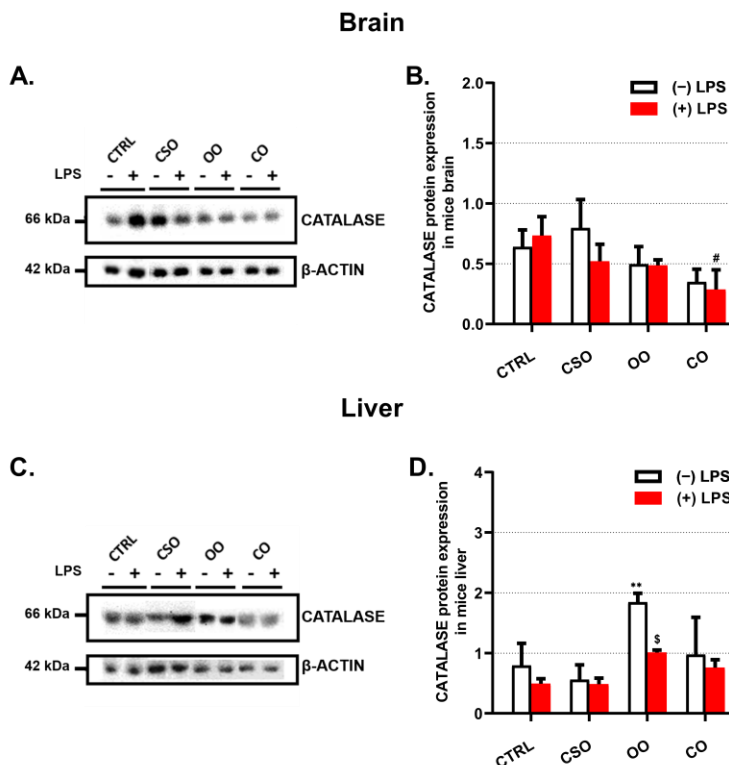 Brain
A.
CTRL CSO OO CO
LPS - + - + - + - +
66 kDa CATALASE
42 kDa β-ACTIN
B.
CATALASE protein expression
in mice brain
2.0
1.5
1.0
0.5
0.0
(−) LPS
(+) LPS
#
CTRL CSO OO CO
Liver
C.
CTRL CSO OO CO
LPS - + - + - + - +
66 kDa CATALASE
42 kDa β-ACTIN
D.
CATALASE protein expression
in mice liver
4
3
2
1
0
(−) LPS
(+) LPS
**
$
CTRL CSO OO CO